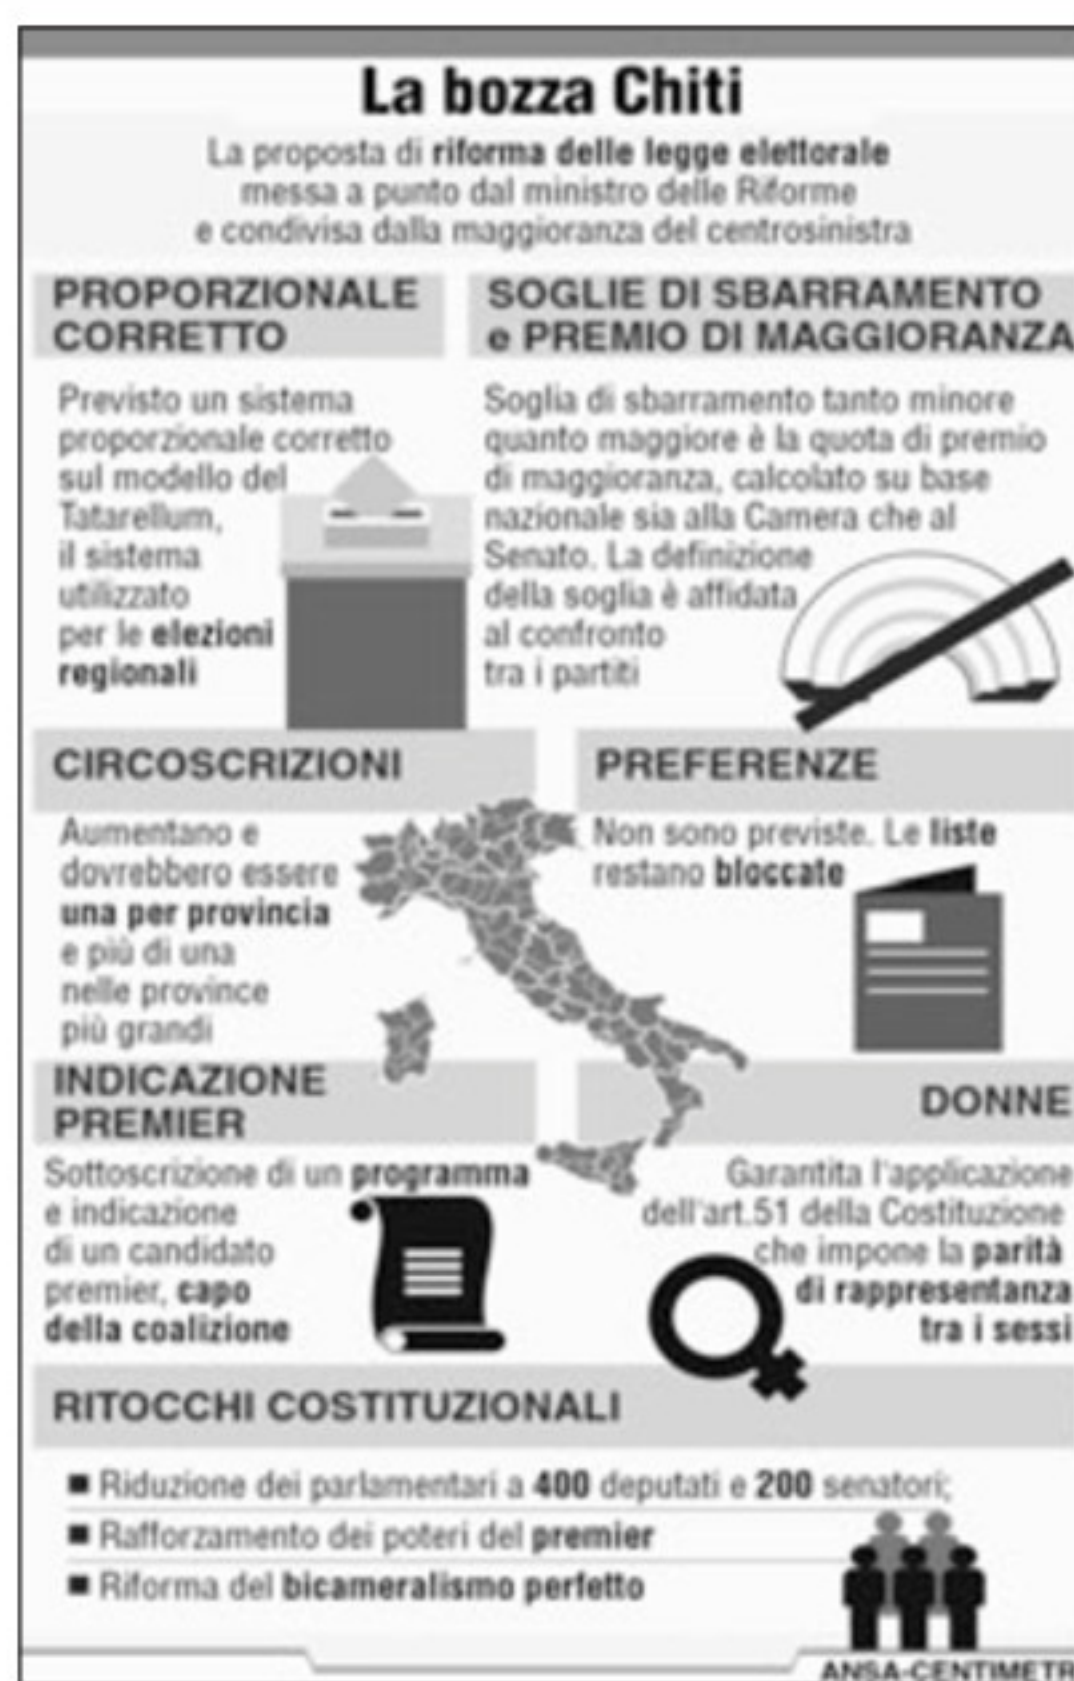 La bozza Chiti
La proposta di riforma delle legge elettorale
messa a punto dal ministro delle Riforme
e condivisa dalla maggioranza del centrosinistra
PROPORZIONALE
CORRETTO
Previsto un sistema
proporzionale corretto
sul modello del
Tatarellum,
il sistema
utilizzato
per le elezioni
regionali
SOGLIE DI SBARRAMENTO
e PREMIO DI MAGGIORANZA
Soglia di sbarramento tanto minore
quanto maggiore è la quota di premio
di maggioranza, calcolato su base
nazionale sia alla Camera che al
Senato. La definizione
della soglia è affidata
al confronto
tra i partiti
CIRCOSCRIZIONI
Aumentano e
dovrebbero essere
una per provincia
e più di una
nelle province
più grandi
PREFERENZE
Non sono previste. Le liste
restano bloccate
INDICAZIONE
PREMIER
Sottoscrizione di un programma
e indicazione
di un candidato
premier, capo
della coalizione
DONNE
Garantita l'applicazione
dell'art.51 della Costituzione
che impone la parità
di rappresentanza
tra i sessi
RITOCCHI COSTITUZIONALI
■ Riduzione dei parlamentari a 400 deputati e 200 senatori;
■ Rafforzamento dei poteri del premier
■ Riforma del bicameralismo perfetto
ANSA-CENTIMETR